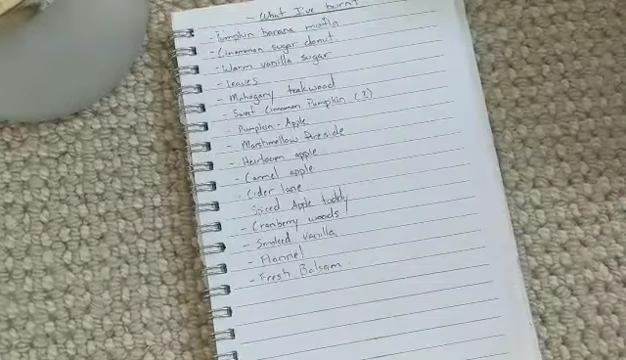 - What I've burnt
- Pumpkin banana muffin
- Cinnamon sugar donut
- Warm vanilla sugar
- Leaves
- Mahogany teakwood
- Sweet Cinnamon Pumpkin (2)
Pumpkin - Apple
- Marshmellow fireside
- Heirloom apple
- Carmel apple
- Cider lane
Spiced Apple toddy
- Cranberry woods
- Smoked Vanilla
- Flannel
- Fresh Balsam